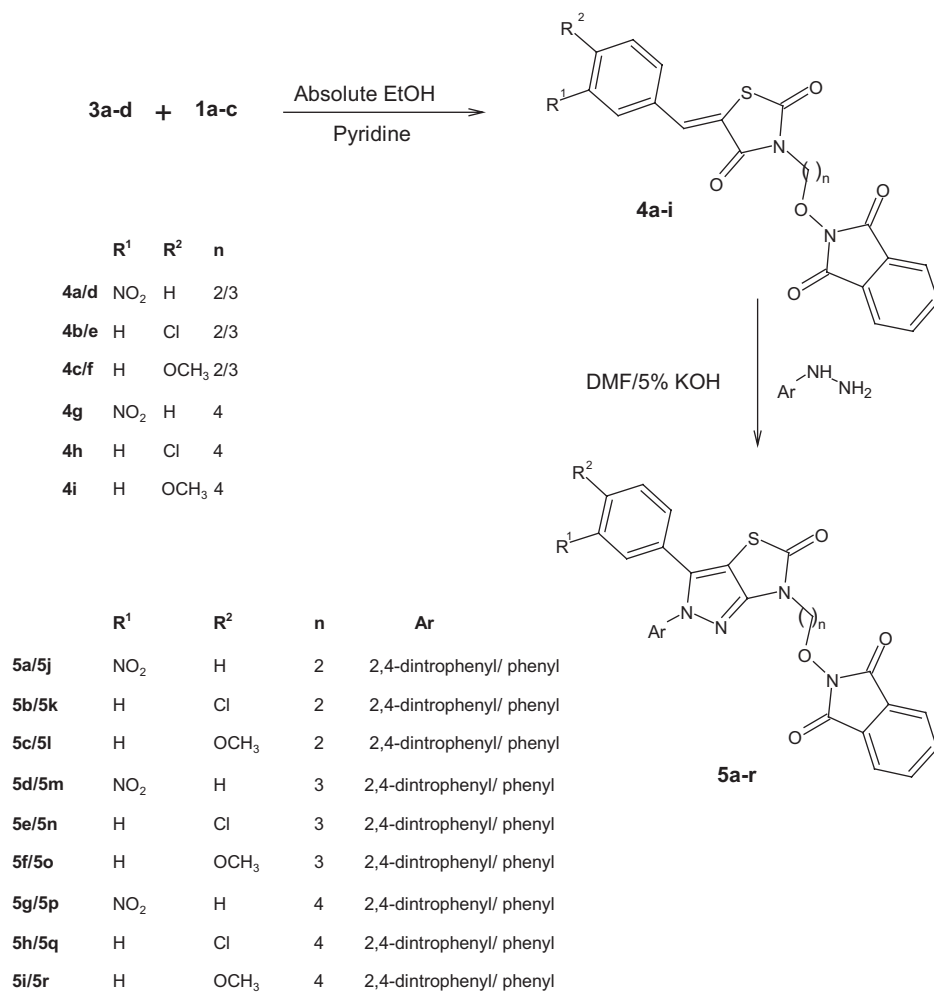 3a-d + 1a-c
Absolute EtOH
Pyridine
R² R¹ S O N O ( )n O N O O
4a-i
R¹ R² n
4a/d NO₂ H 2/3
4b/e H Cl 2/3
4c/f H OCH₃ 2/3
4g NO₂ H 4
4h H Cl 4
4i H OCH₃ 4
DMF/5% KOH
Ar NH NH₂
R² R¹ S O N N N Ar ( )n O N O O
5a-r
R¹ R² n Ar
5a/5j NO₂ H 2 2,4-dintrophenyl/ phenyl
5b/5k H Cl 2 2,4-dintrophenyl/ phenyl
5c/5l H OCH₃ 2 2,4-dintrophenyl/ phenyl
5d/5m NO₂ H 3 2,4-dintrophenyl/ phenyl
5e/5n H Cl 3 2,4-dintrophenyl/ phenyl
5f/5o H OCH₃ 3 2,4-dintrophenyl/ phenyl
5g/5p NO₂ H 4 2,4-dintrophenyl/ phenyl
5h/5q H Cl 4 2,4-dintrophenyl/ phenyl
5i/5r H OCH₃ 4 2,4-dintrophenyl/ phenyl